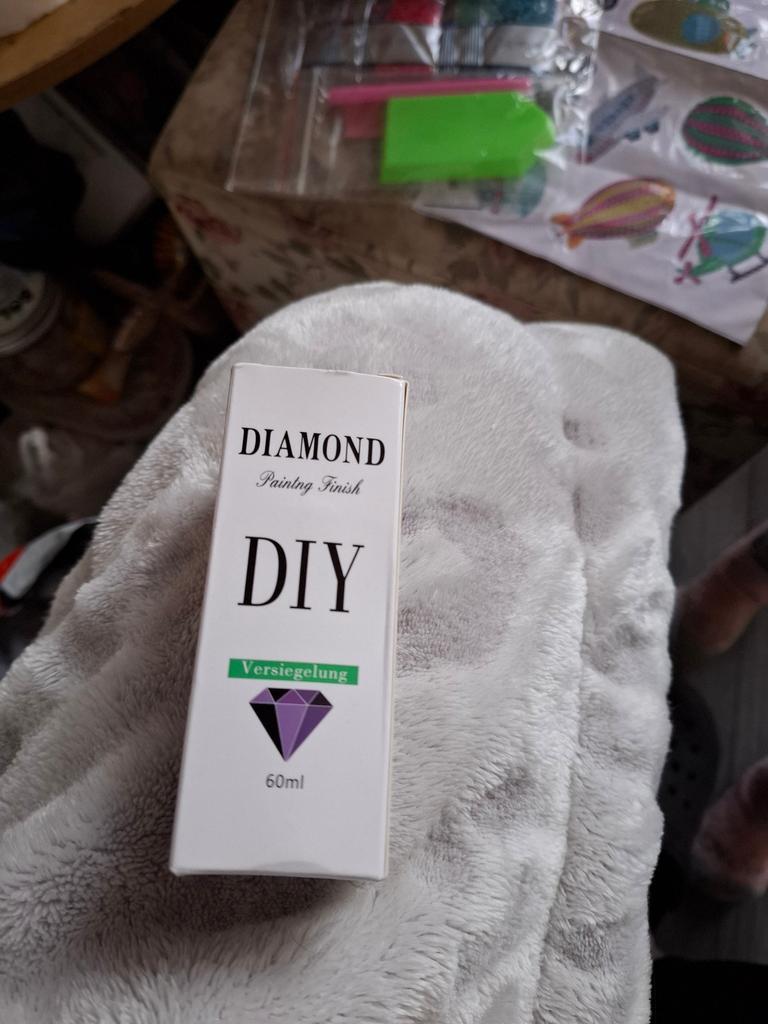 DIAMOND
Paintng Finish
DIY
Versiegelung
60ml